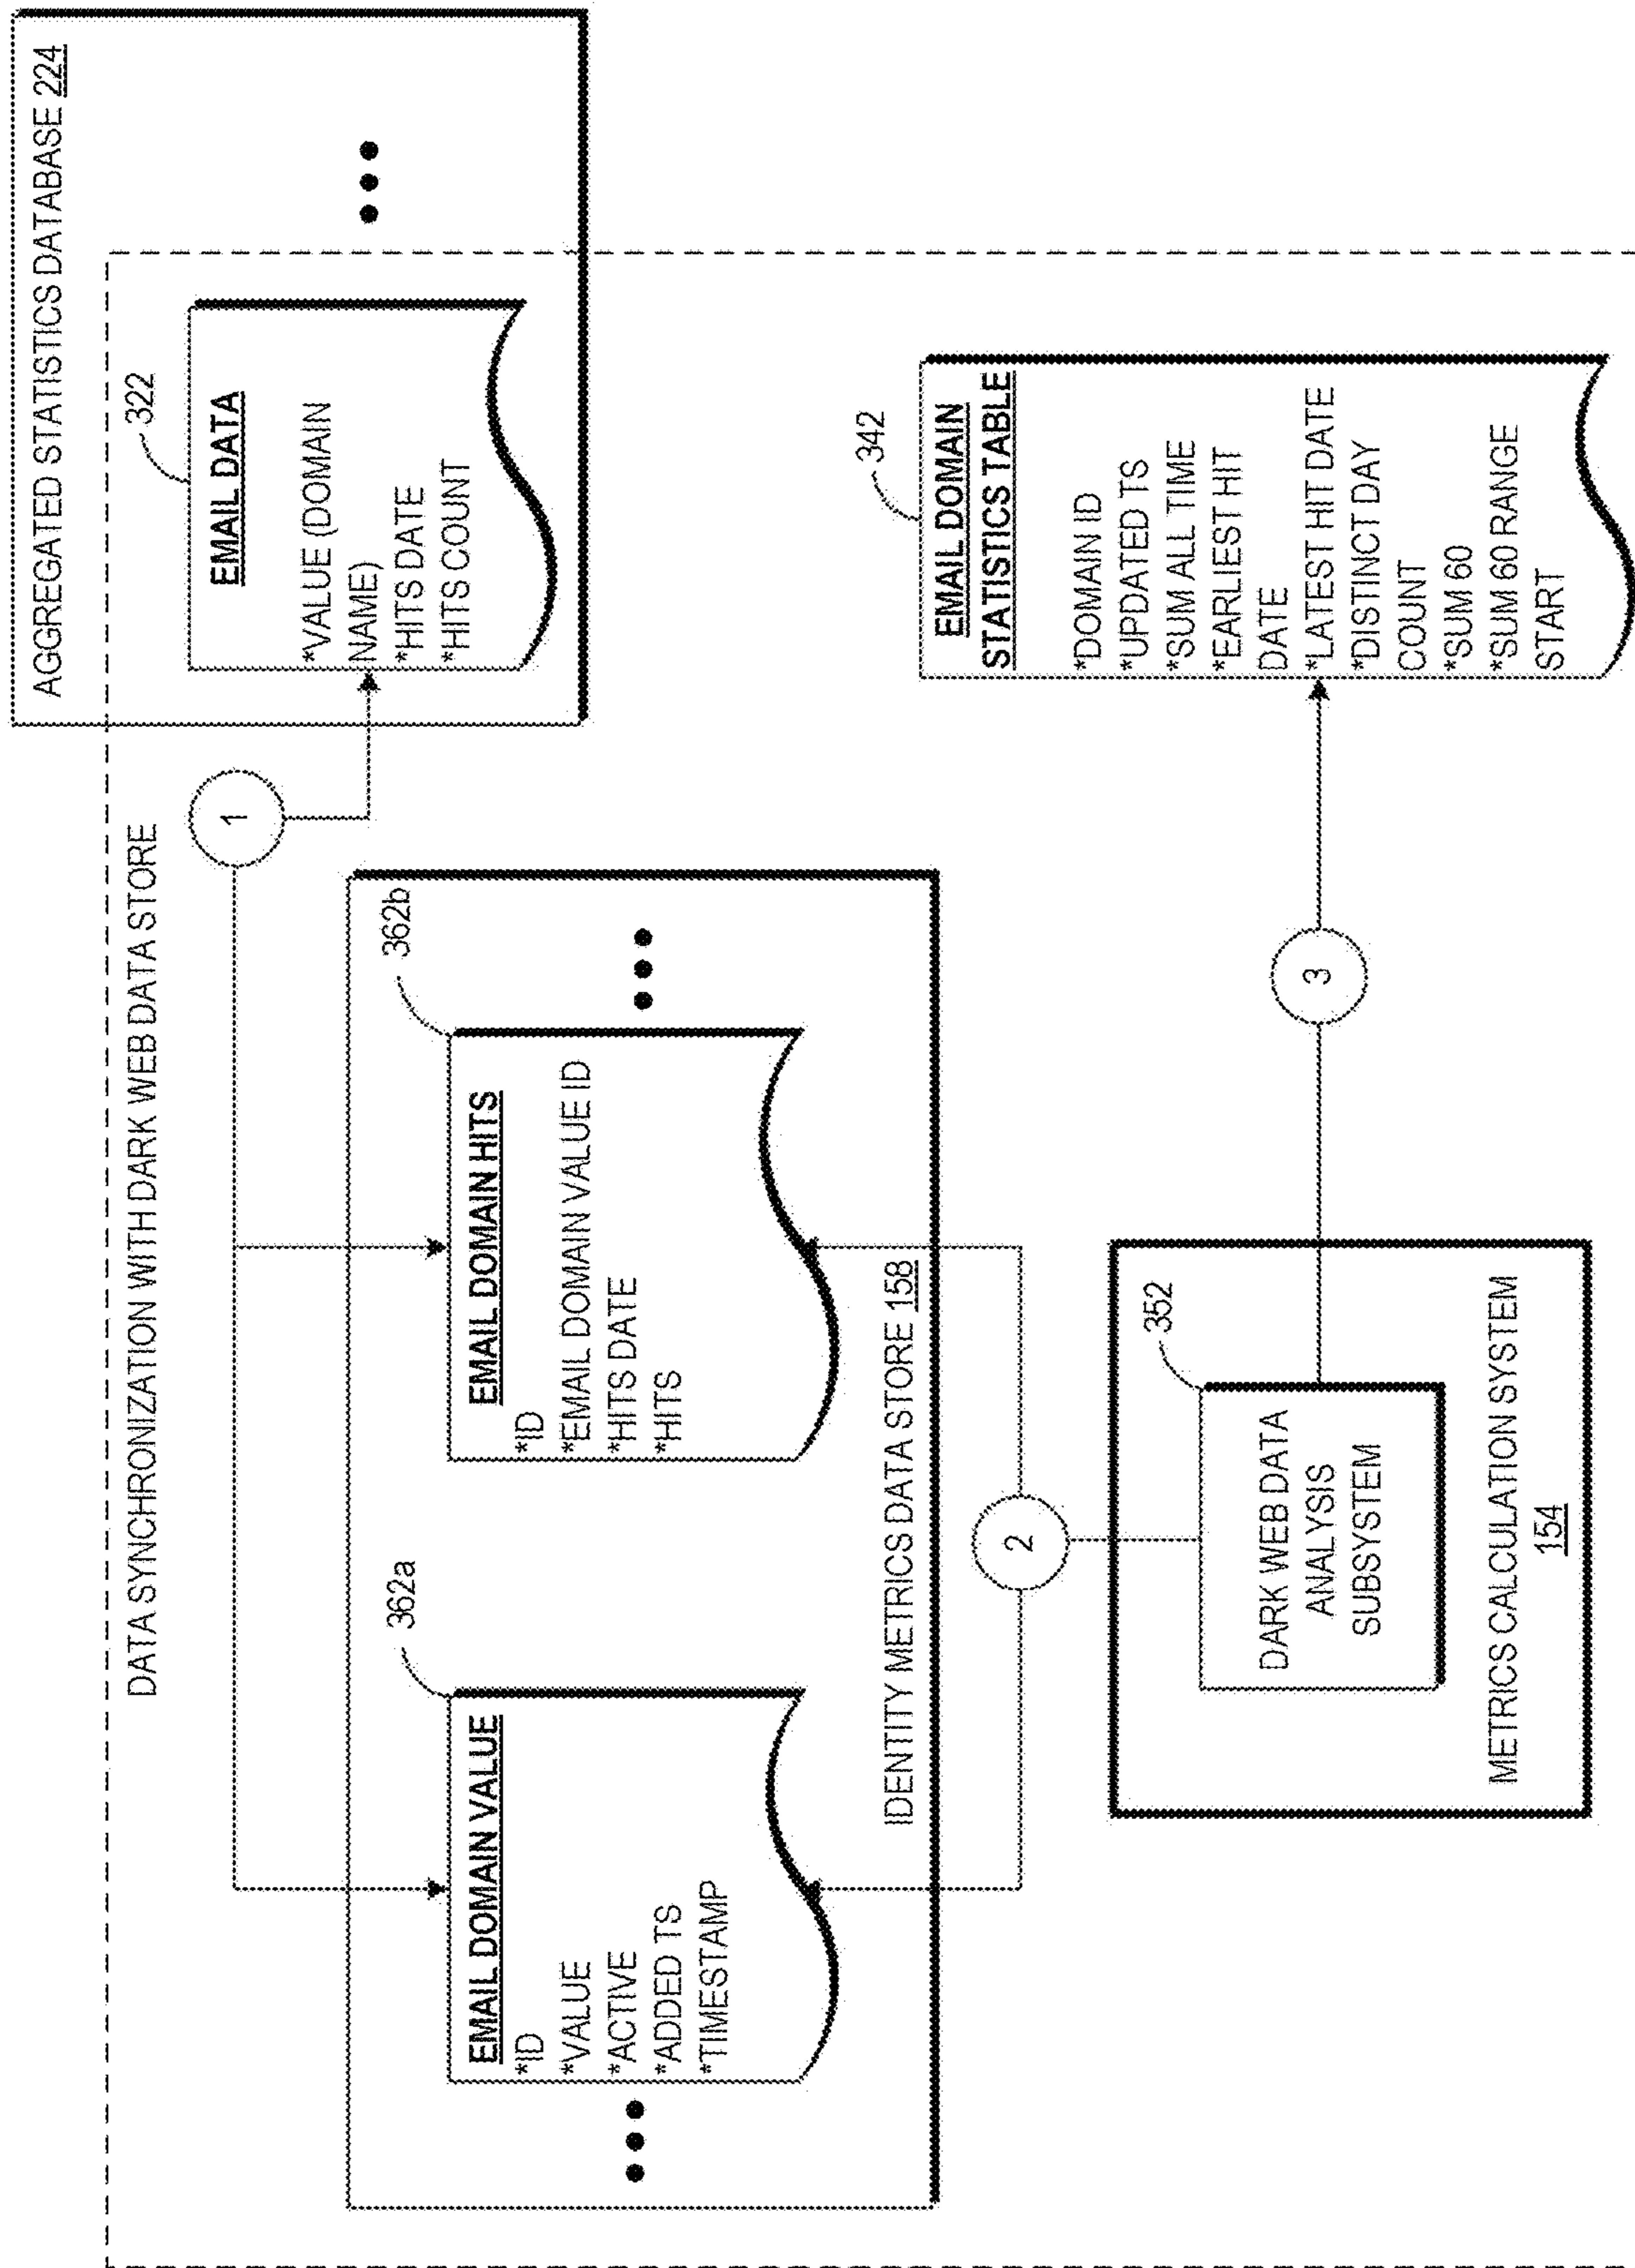 AGGREGATED STATISTICS DATABASE 224
322
EMAIL DATA
*VALUE (DOMAIN
NAME)
*HITS DATE
*HITS COUNT
DATA SYNCHRONIZATION WITH DARK WEB DATA STORE
1
362a
EMAIL DOMAIN VALUE
*ID
*VALUE
*ACTIVE
*ADDED TS
*TIMESTAMP
362b
EMAIL DOMAIN HITS
*ID
*EMAIL DOMAIN VALUE ID
*HITS DATE
*HITS
IDENTITY METRICS DATA STORE 158
2
352
DARK WEB DATA
ANALYSIS
SUBSYSTEM
METRICS CALCULATION SYSTEM
154
3
342
EMAIL DOMAIN
STATISTICS TABLE
*DOMAIN ID
*UPDATED TS
*SUM ALL TIME
*EARLIEST HIT
DATE
*LATEST HIT DATE
*DISTINCT DAY
COUNT
*SUM 60
*SUM 60 RANGE
START